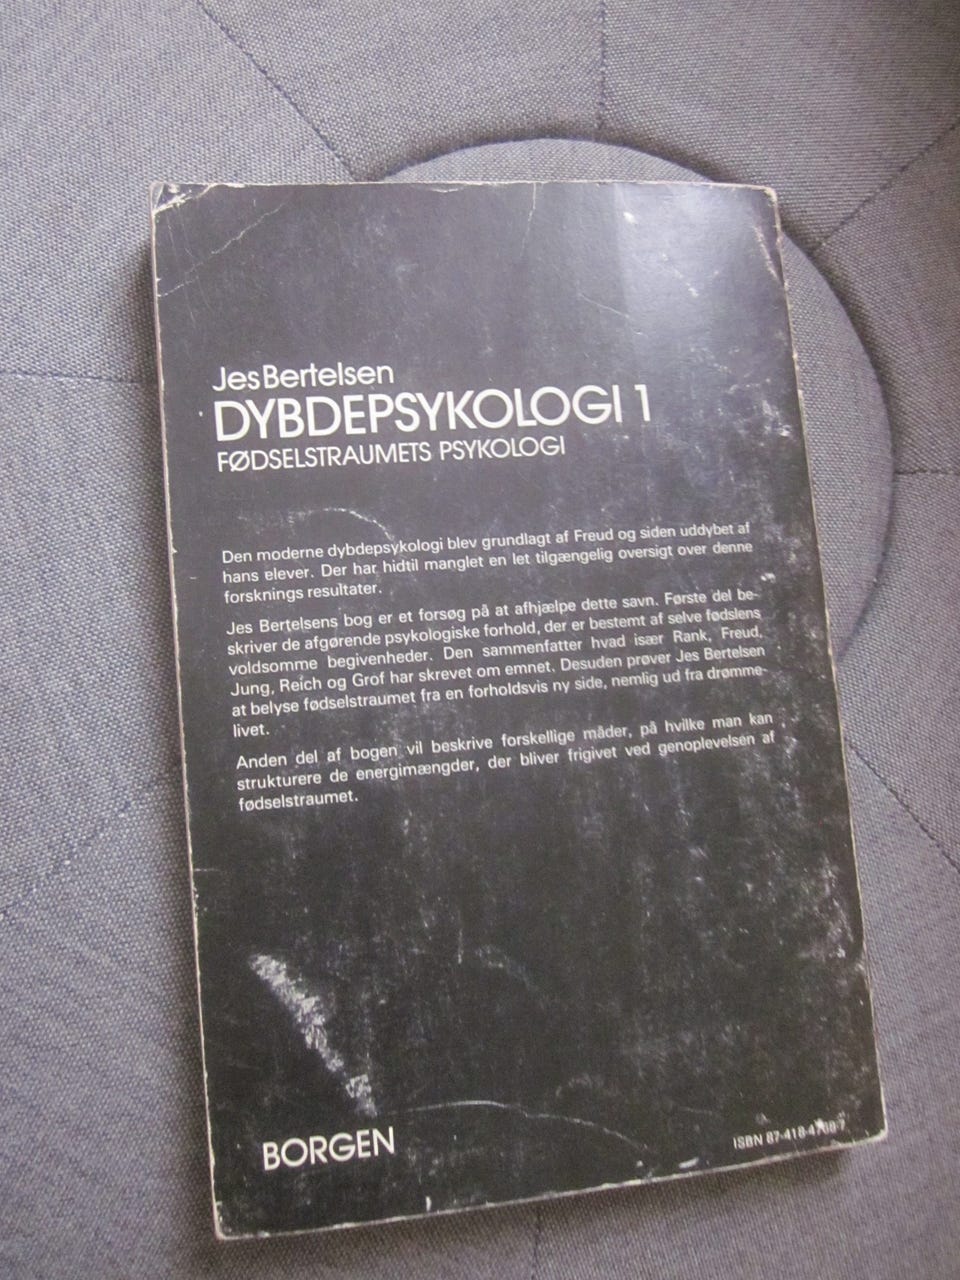 Jes Bertelsen
DYBDEPSYKOLOGI 1
FØDSELSTRAUMETS PSYKOLOGI
Den moderne dybdepsykologi blev grundlagt af Freud og siden uddybet af
hans elever. Der har hidtil manglet en let tilgængelig oversigt over denne
forsknings resultater.
Jes Bertelsens bog er et forsøg på at afhjælpe dette savn. Første del be-
skriver de afgørende psykologiske forhold, der er bestemt af selve fødslens
voldsomme begivenheder. Den sammenfatter hvad især Rank, Freud,
Jung, Reich og Grof har skrevet om emnet. Desuden prøver Jes Bertelsen
at belyse fødselstraumet fra en forholdsvis ny side, nemlig ud fra drømme-
livet.
Anden del af bogen vil beskrive forskellige måder, på hvilke man kan
strukturere de energimængder, der bliver frigivet ved genoplevelsen af
fødselstraumet.
BORGEN
ISBN